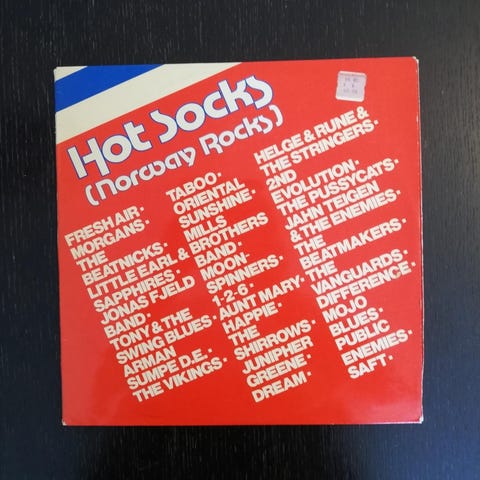 Hot Socks
(Norway Rocks)
FRESH AIR·
MORGANS·
THE
BEATNICKS·
LITTLE EARL &
SAPPHIRES·
JONAS FJELD
BAND·
TONY & THE
SWING BLUES·
ARMAN
SUMPE D.E.·
THE VIKINGS·
TABOO·
ORIENTAL
SUNSHINE·
MILLS
BROTHERS
BAND·
MOON-
SPINNERS·
1-2-6·
AUNT MARY·
HAPPIE·
THE
SHIRROWS·
JUNIPHER
GREENE·
DREAM·
HELGE & RUNE &
THE STRINGERS·
2ND
EVOLUTION·
THE PUSSYCATS·
JAHN TEIGEN
& THE ENEMIES·
THE
BEATMAKERS·
THE
VANGUARDS·
DIFFERENCE·
MOJO
BLUES·
PUBLIC
ENEMIES·
SAFT·